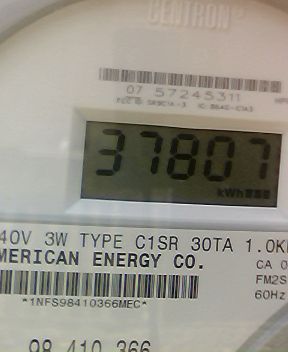 CENTRON®
07 57245311
37807
kWh
40V 3W TYPE C1SR 30TA 1.0K
MERICAN ENERGY CO.
CA 0
FM2S
60Hz
*1NFS98410366MEC*
98 410 366